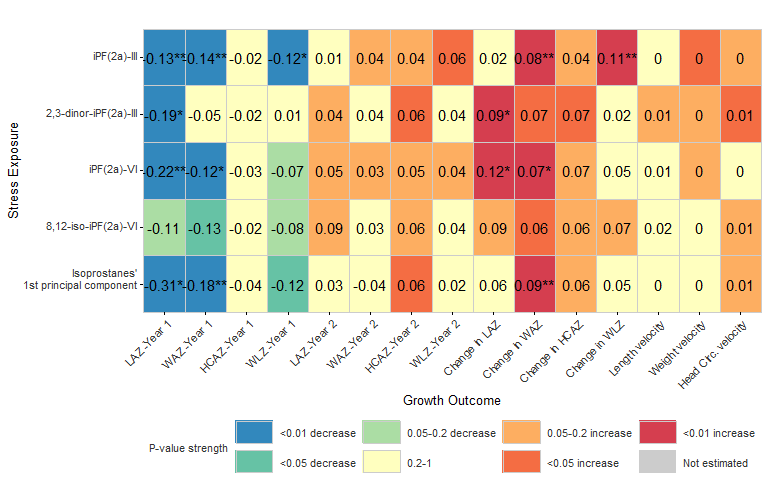 Stress Exposure
iPF(2a)-III -0.13** -0.14** -0.02 -0.12* 0.01 0.04 0.04 0.06 0.02 0.08** 0.04 0.11** 0 0 0
2,3-dinor-iPF(2a)-III -0.19* -0.05 -0.02 0.01 0.04 0.04 0.06 0.04 0.09* 0.07 0.07 0.02 0.01 0 0.01
iPF(2a)-VI -0.22** -0.12* -0.03 -0.07 0.05 0.03 0.05 0.04 0.12* 0.07* 0.07 0.05 0.01 0 0
8,12-iso-iPF(2a)-VI -0.11 -0.13 -0.02 -0.08 0.09 0.03 0.06 0.04 0.09 0.06 0.06 0.07 0.02 0 0.01
Isoprostanes'
1st principal component -0.31* -0.18** -0.04 -0.12 0.03 -0.04 0.06 0.02 0.06 0.09** 0.06 0.05 0 0 0.01
LAZ-Year 1
WAZ-Year 1
HCAZ-Year 1
WLZ-Year 1
LAZ-Year 2
WAZ-Year 2
HCAZ-Year 2
WLZ-Year 2
Change in LAZ
Change in WAZ
Change in HCAZ
Change in WLZ
Length velocity
Weight velocity
Head Circ. velocity
Growth Outcome
P-value strength
<0.01 decrease 0.05-0.2 decrease 0.05-0.2 increase <0.01 increase
<0.05 decrease 0.2-1 <0.05 increase Not estimated